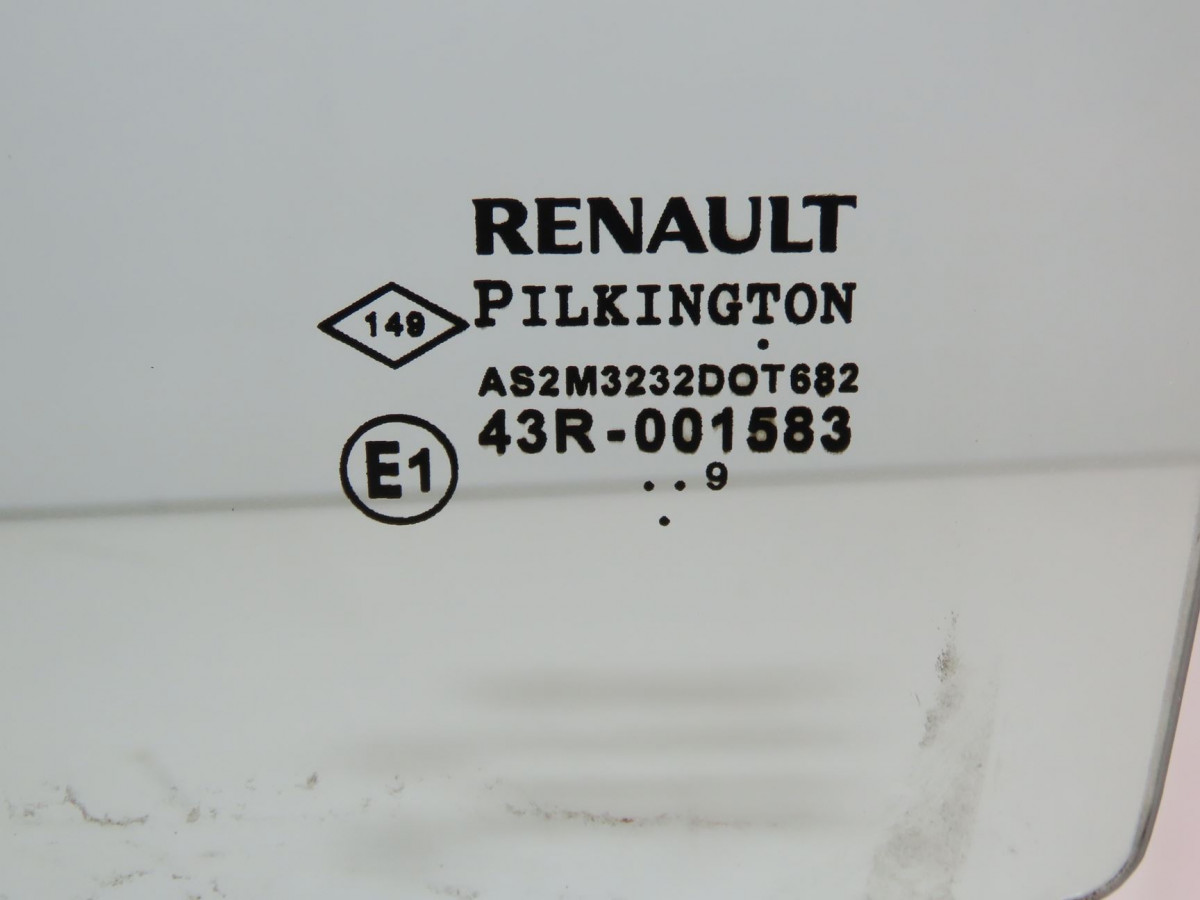 RENAULT
149
PILKINGTON
AS2M3232DOT682
43R-001583
E1
..9
.